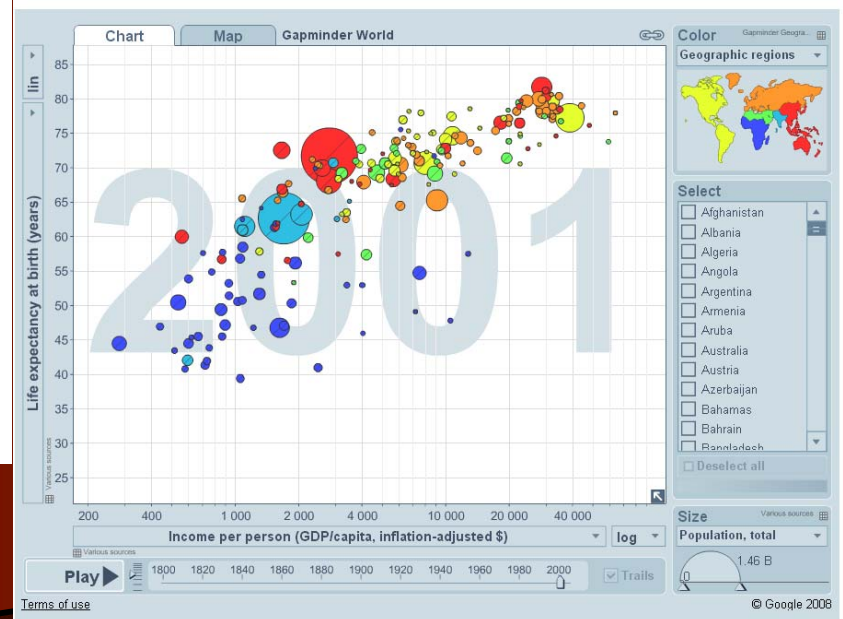 Chart Map Gapminder World
lin
Life expectancy at birth (years)
Various sources
85
80
75
70
65
60
55
50
45
40
35
30
25
2001
200 400 1 000 2 000 4 000 10 000 20 000 40 000
Income per person (GDP/capita, inflation-adjusted $) log
Various sources
Play 1800 1820 1840 1860 1880 1900 1920 1940 1960 1980 2000 Trails
Terms of use
Color Gapminder Geogra...
Geographic regions
Select
Afghanistan
Albania
Algeria
Angola
Argentina
Armenia
Aruba
Australia
Austria
Azerbaijan
Bahamas
Bahrain
Bangladesh
Deselect all
Size Various sources
Population, total
1.46 B
0
© Google 2008